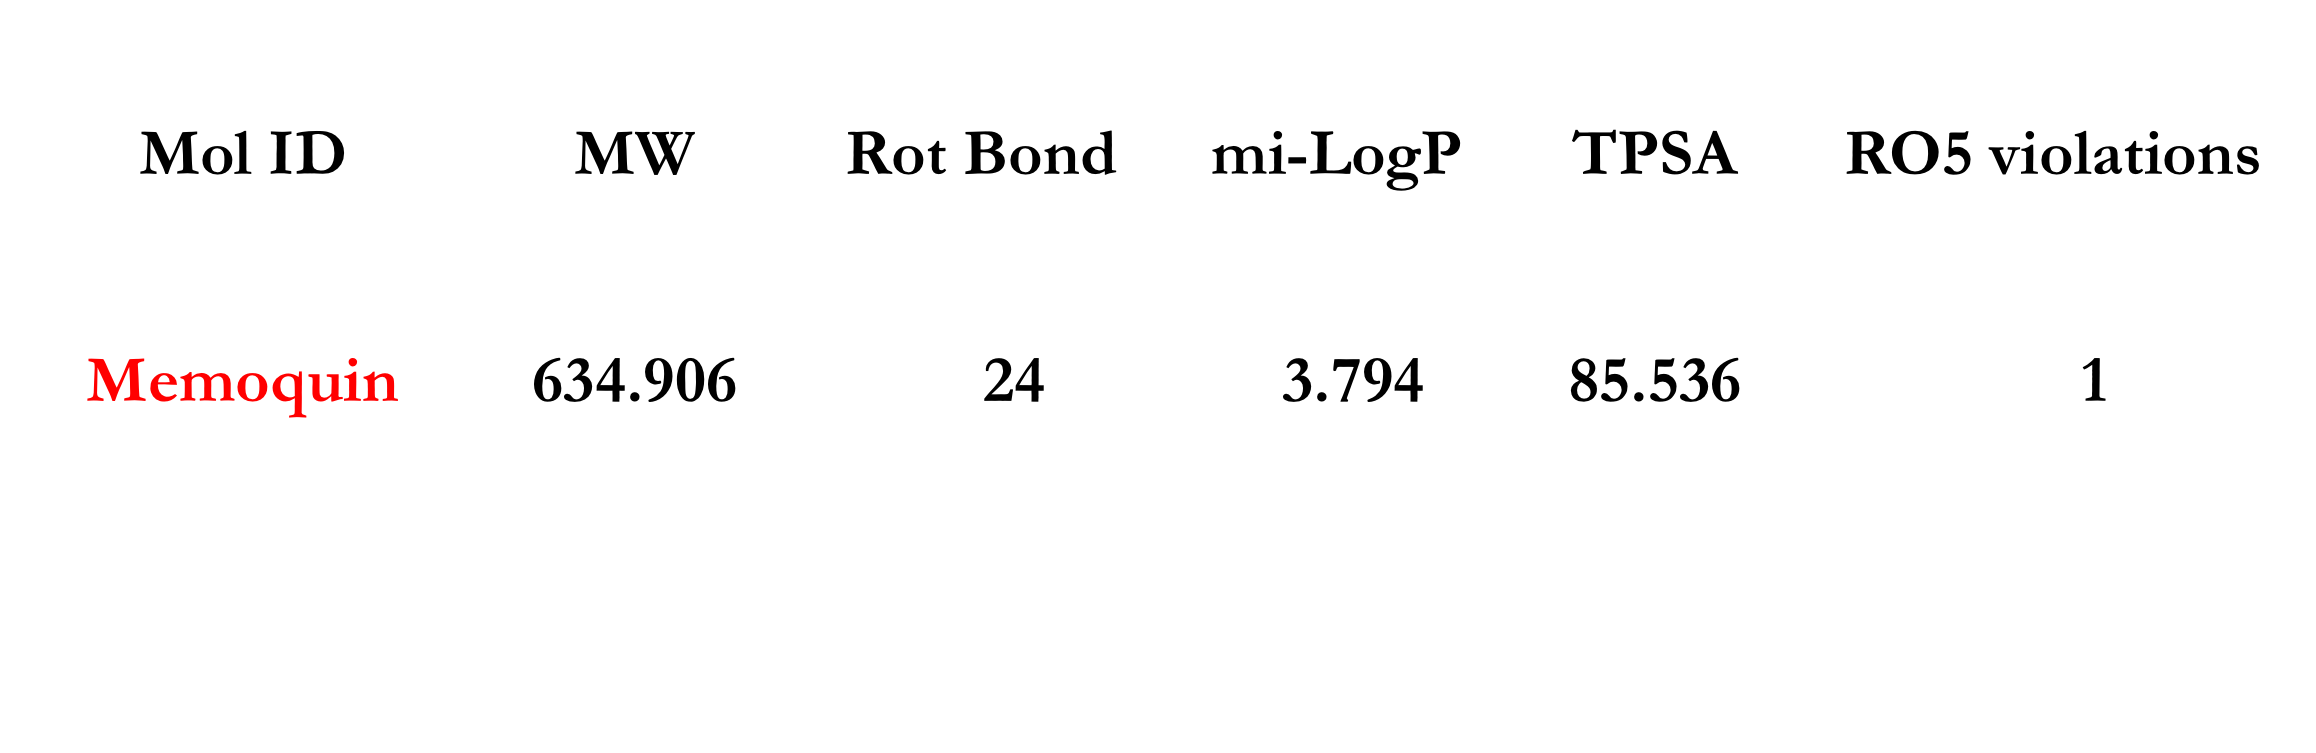 Mol ID MW Rot Bond mi-LogP TPSA RO5 violations
Memoquin 634.906 24 3.794 85.536 1